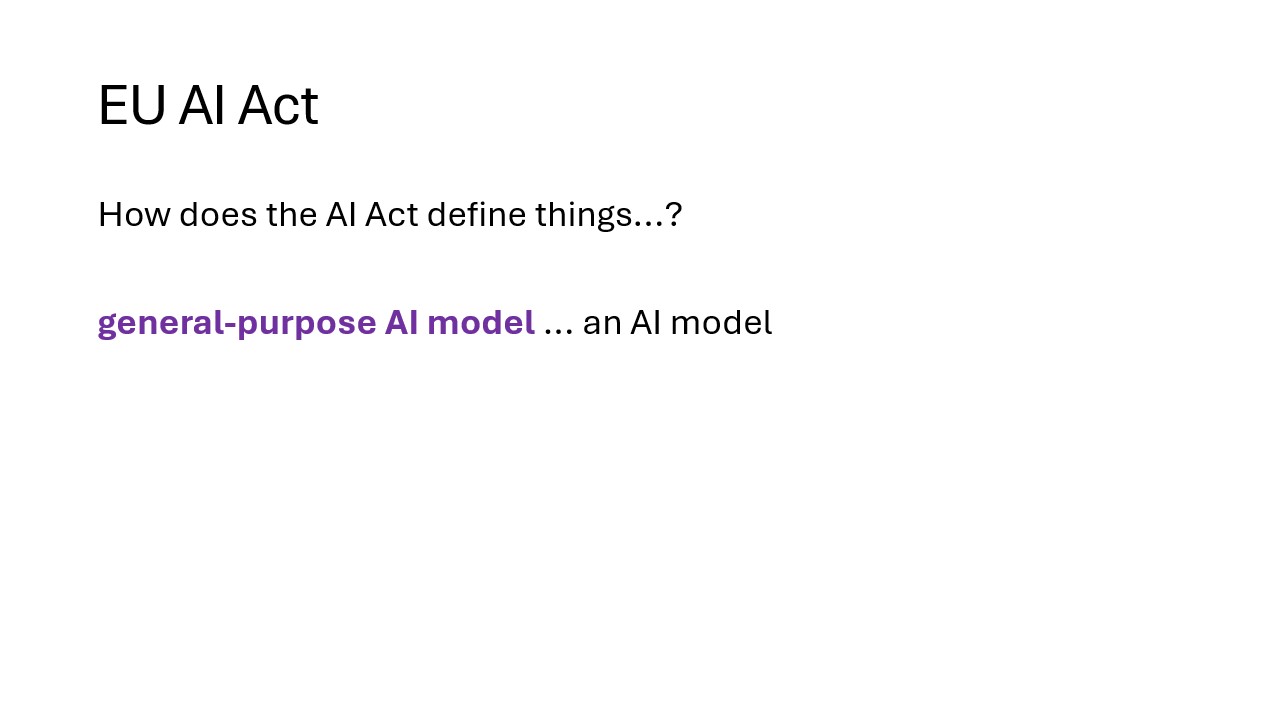 EU AI Act
How does the AI Act define things...?
general-purpose AI model ... an AI model